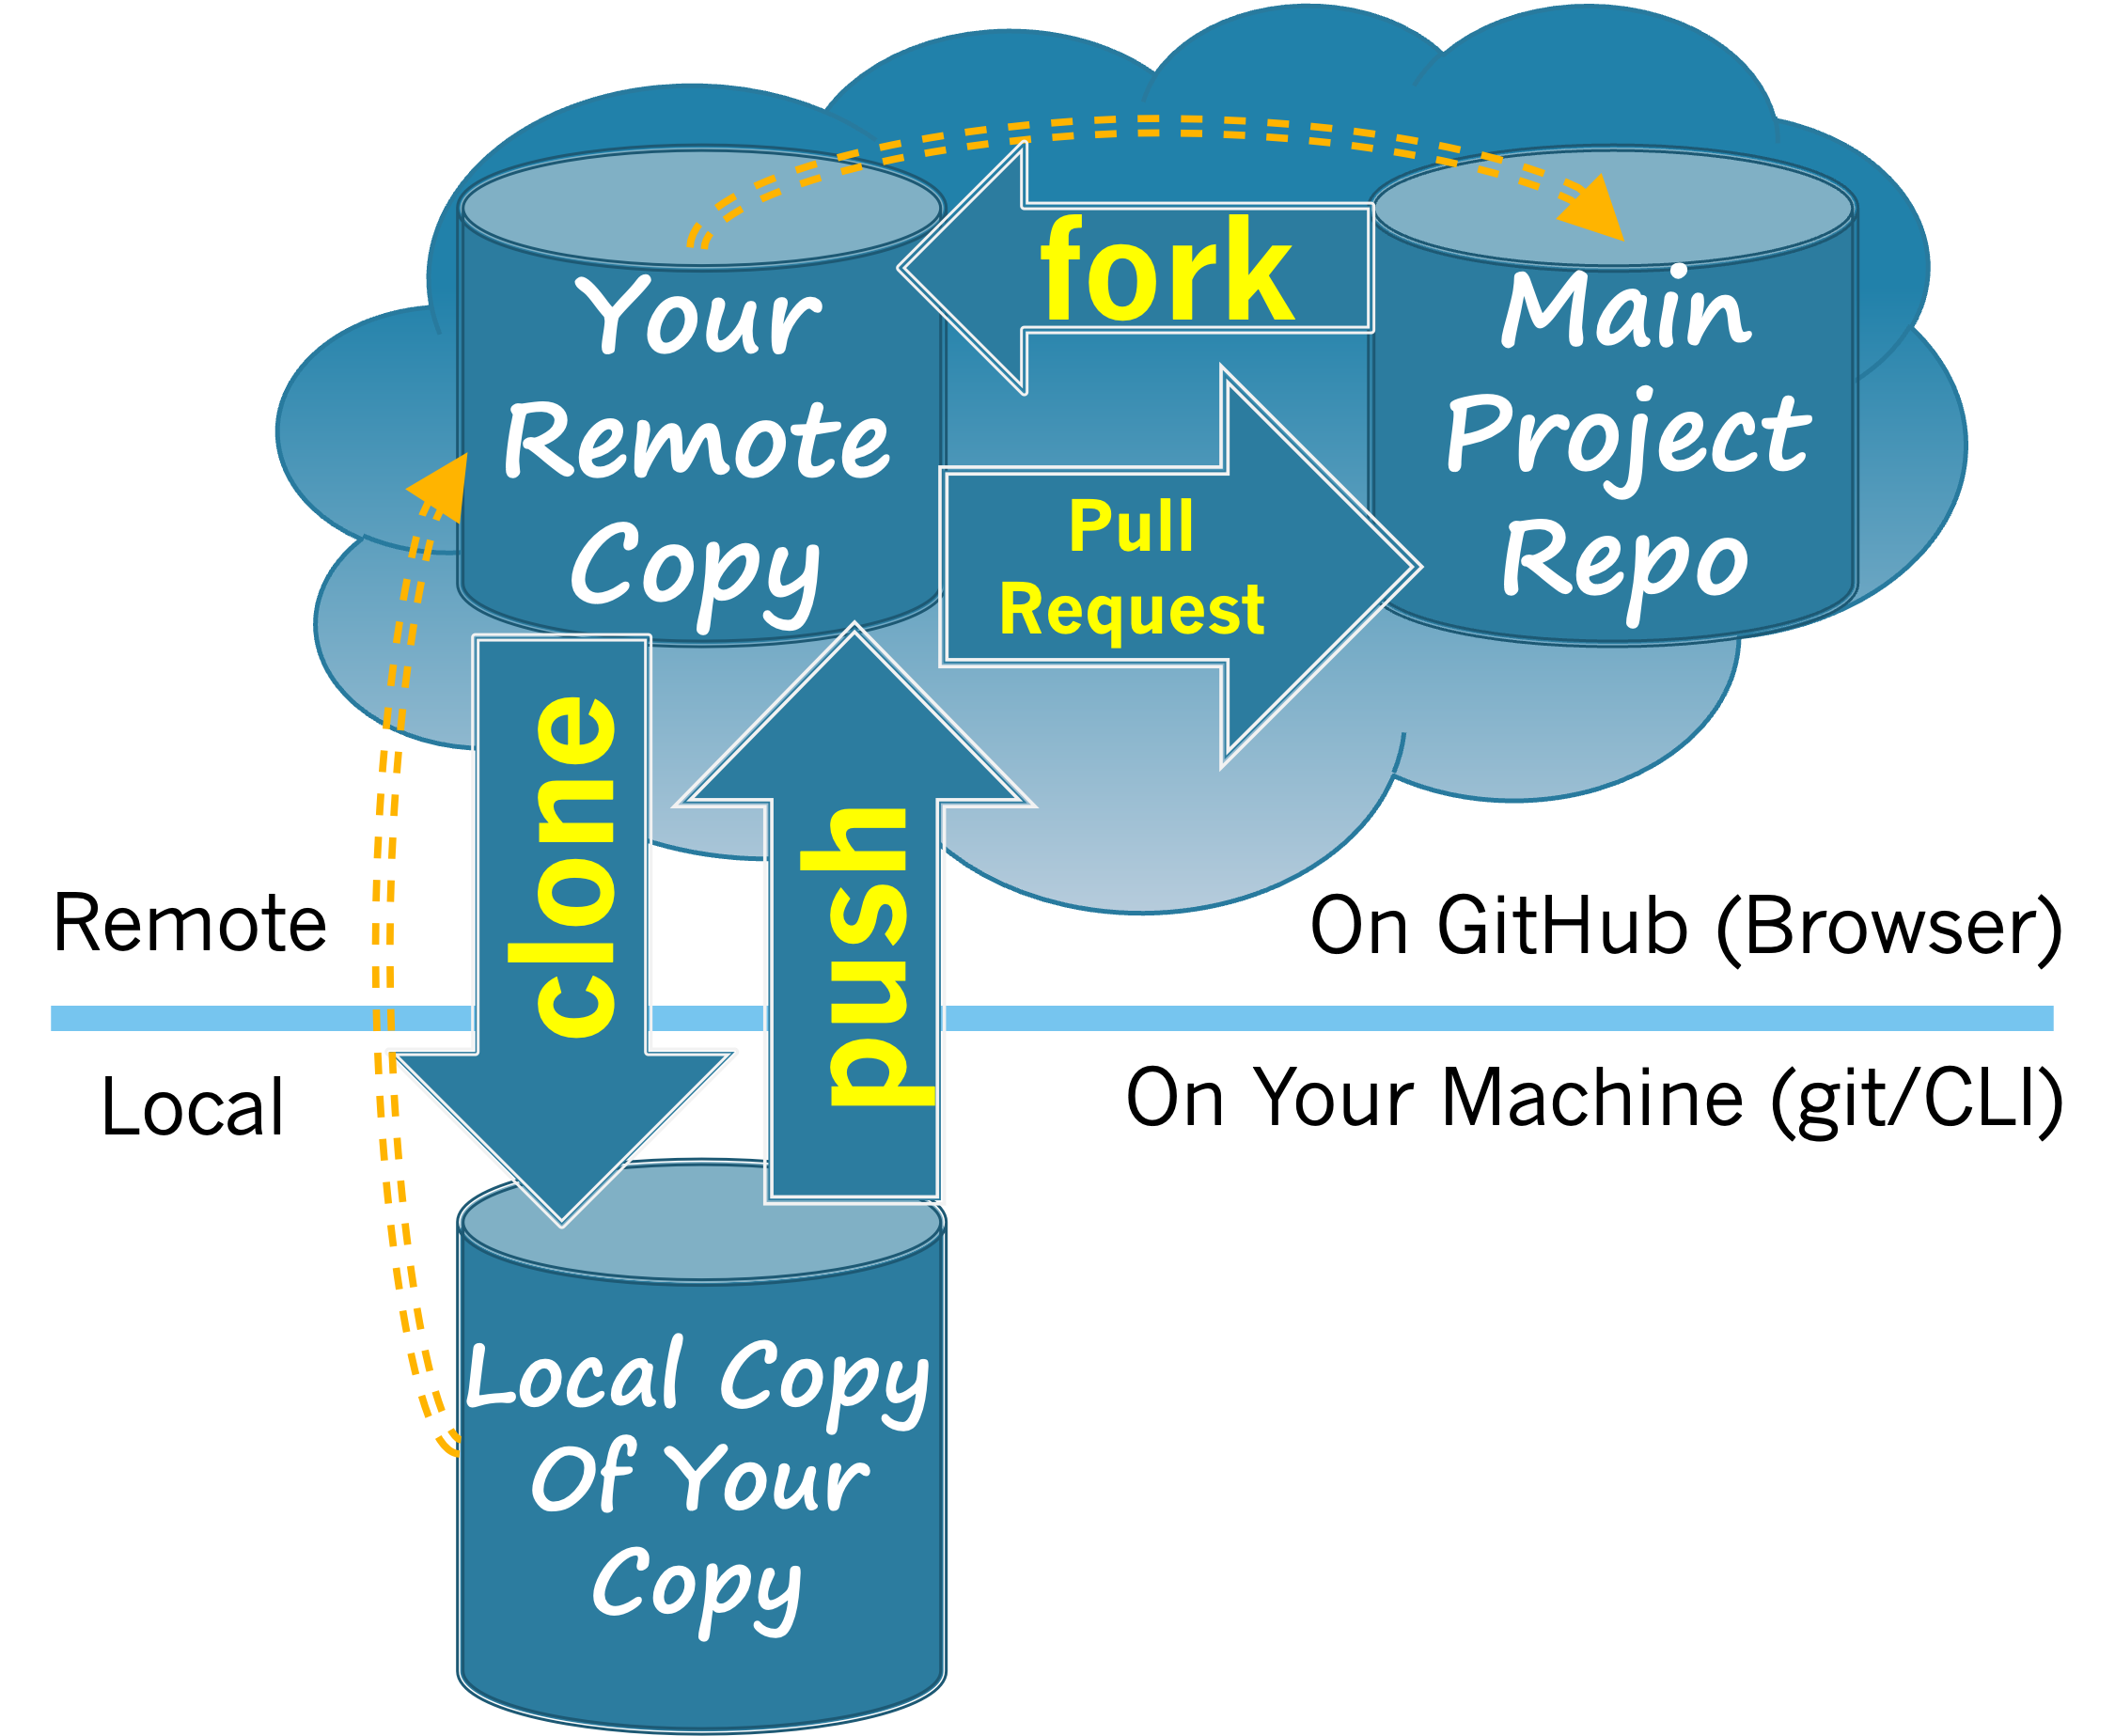 fork
Your
Remote
Copy
Main
Project
Repo
Pull
Request
clone
push
Remote
On GitHub (Browser)
Local
On Your Machine (git/CLI)
Local Copy
Of Your
Copy